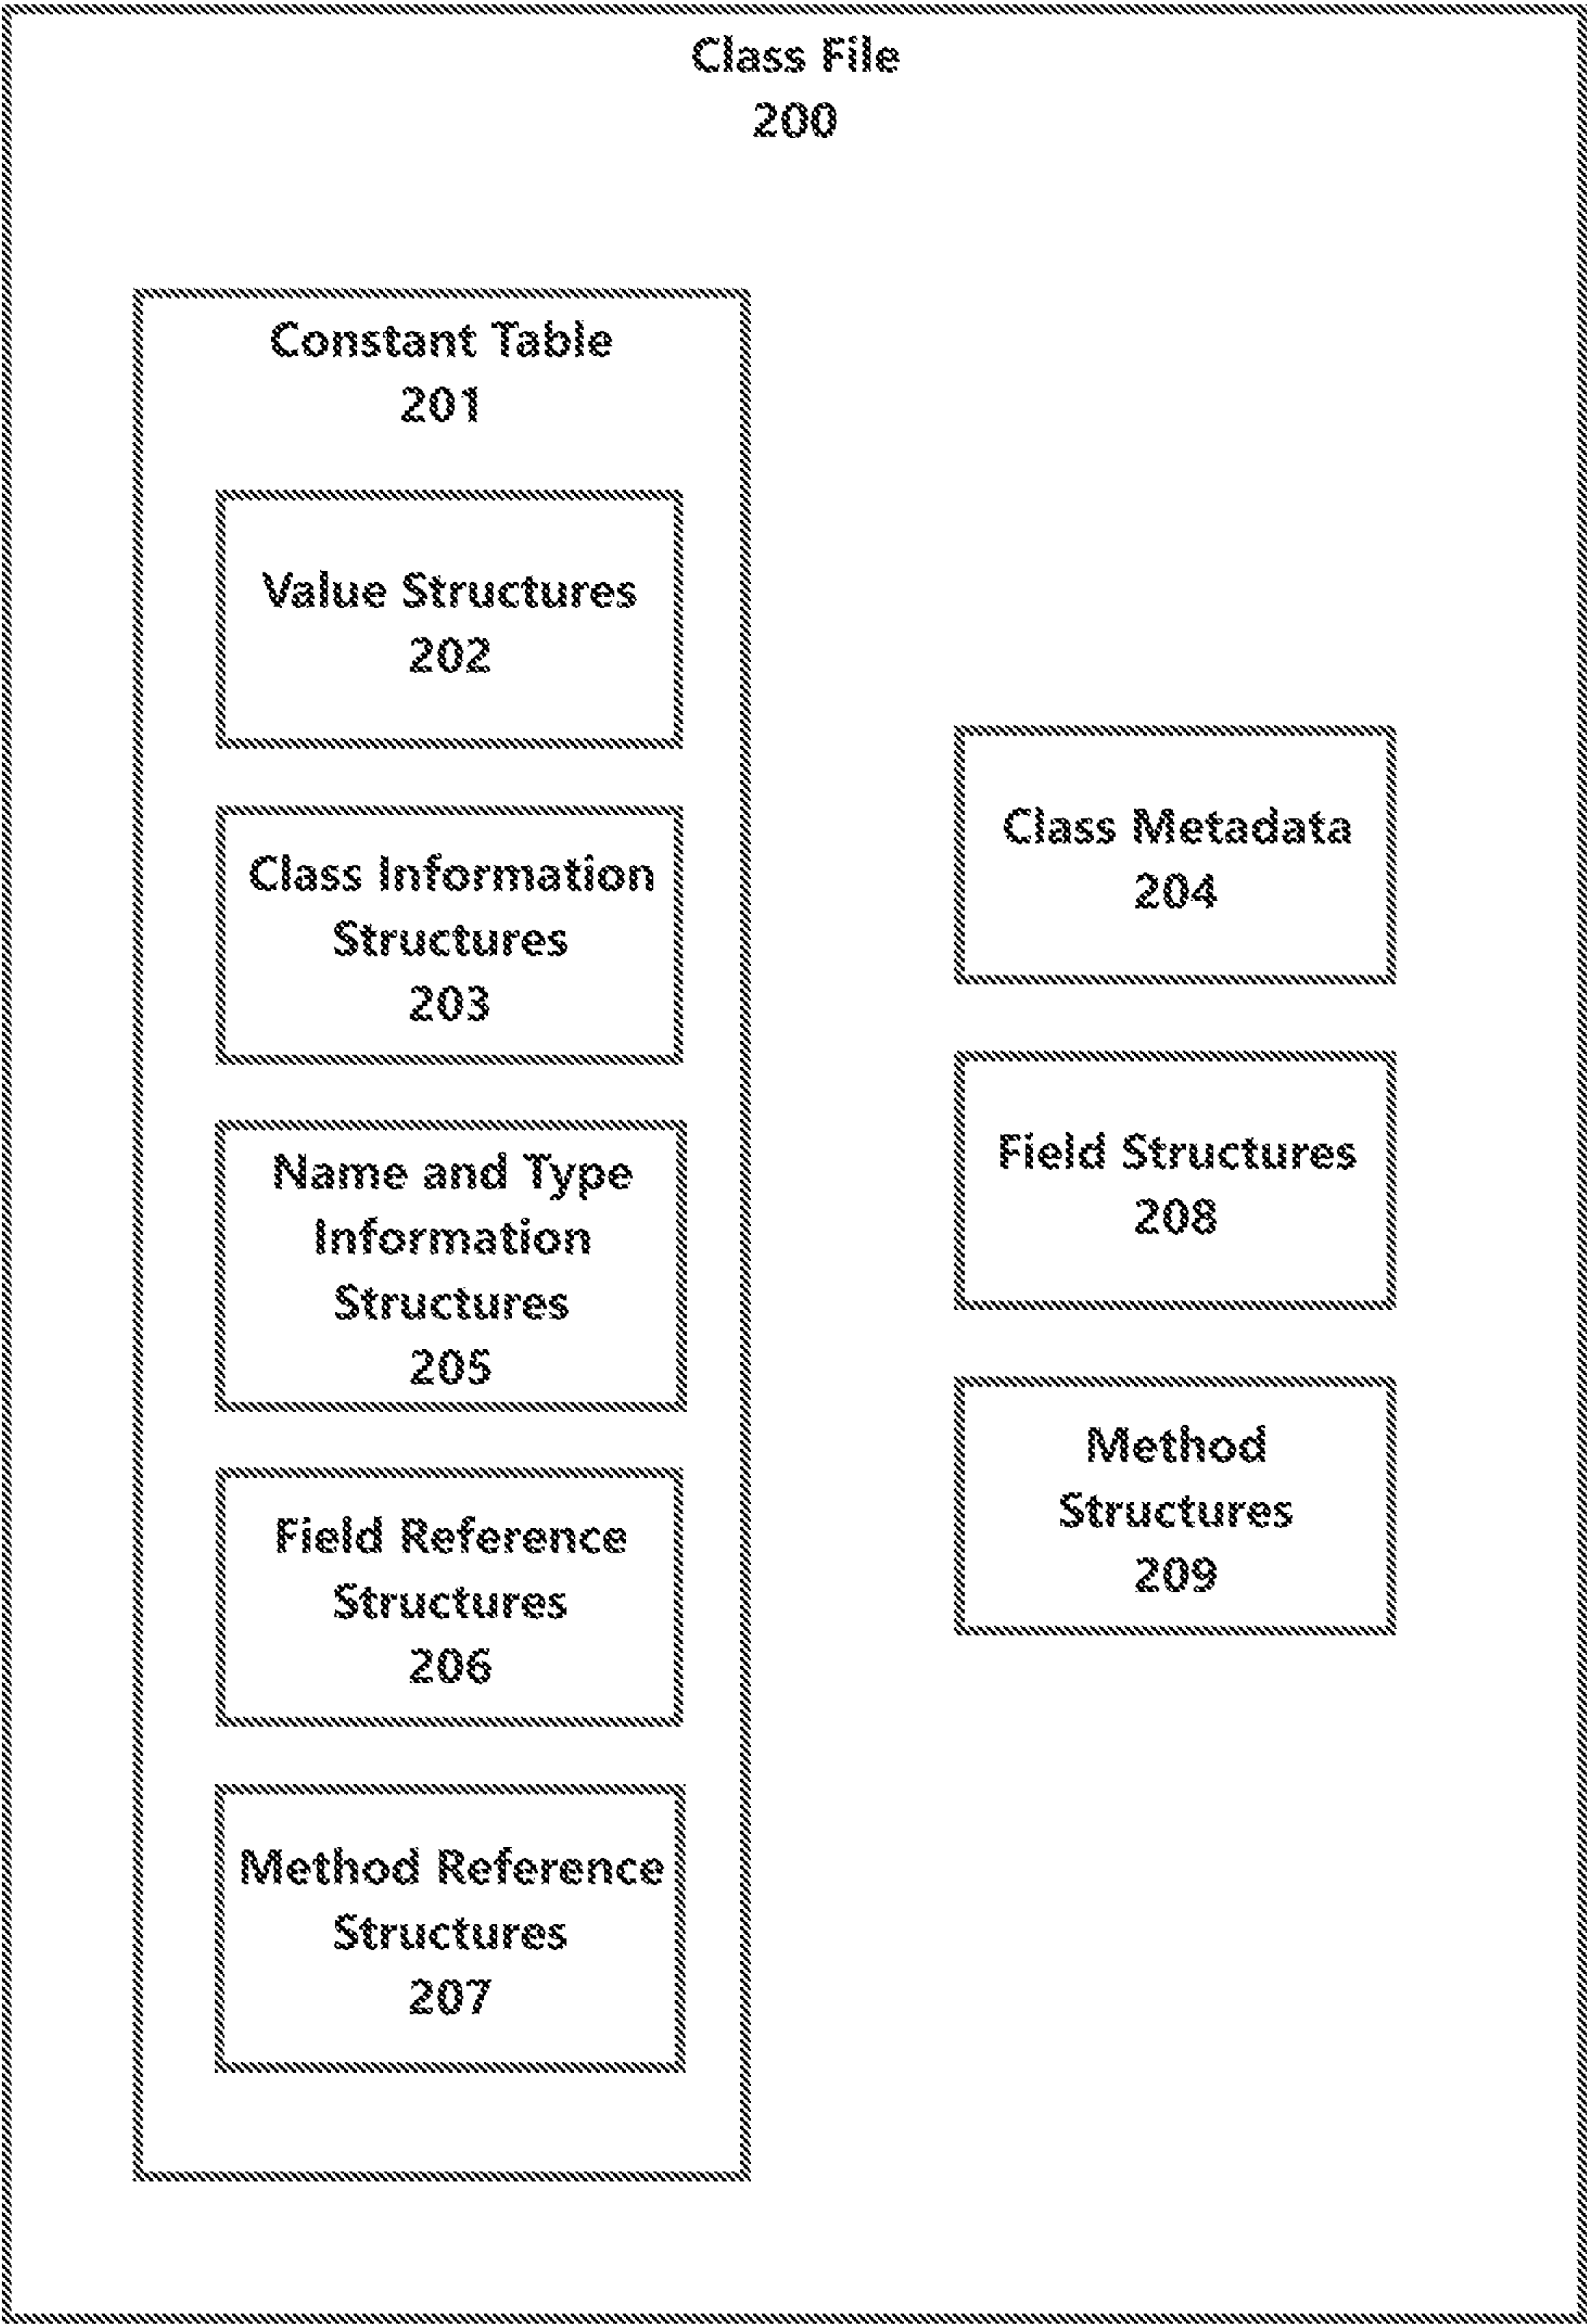 Class File
200
Constant Table
201
Value Structures
202
Class Information
Structures
203
Name and Type
Information
Structures
205
Field Reference
Structures
206
Method Reference
Structures
207
Class Metadata
204
Field Structures
208
Method
Structures
209